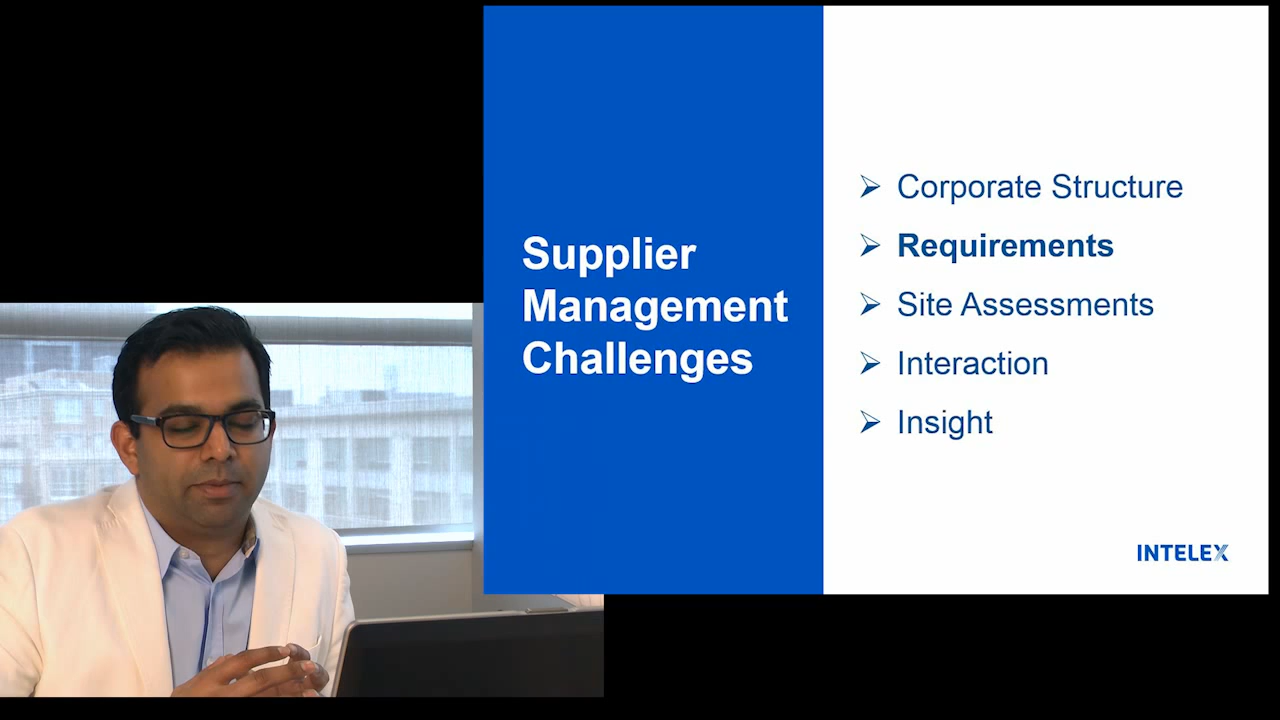 Supplier
Management
Challenges
Corporate Structure
Requirements
Site Assessments
Interaction
Insight
INTELEX